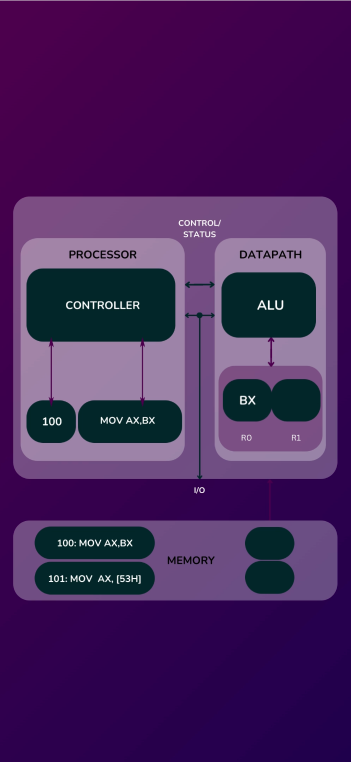 CONTROL/
STATUS
PROCESSOR
DATAPATH
CONTROLLER
ALU
100
MOV AX,BX
BX
R0
R1
I/O
100: MOV AX,BX
MEMORY
101: MOV AX, [53H]